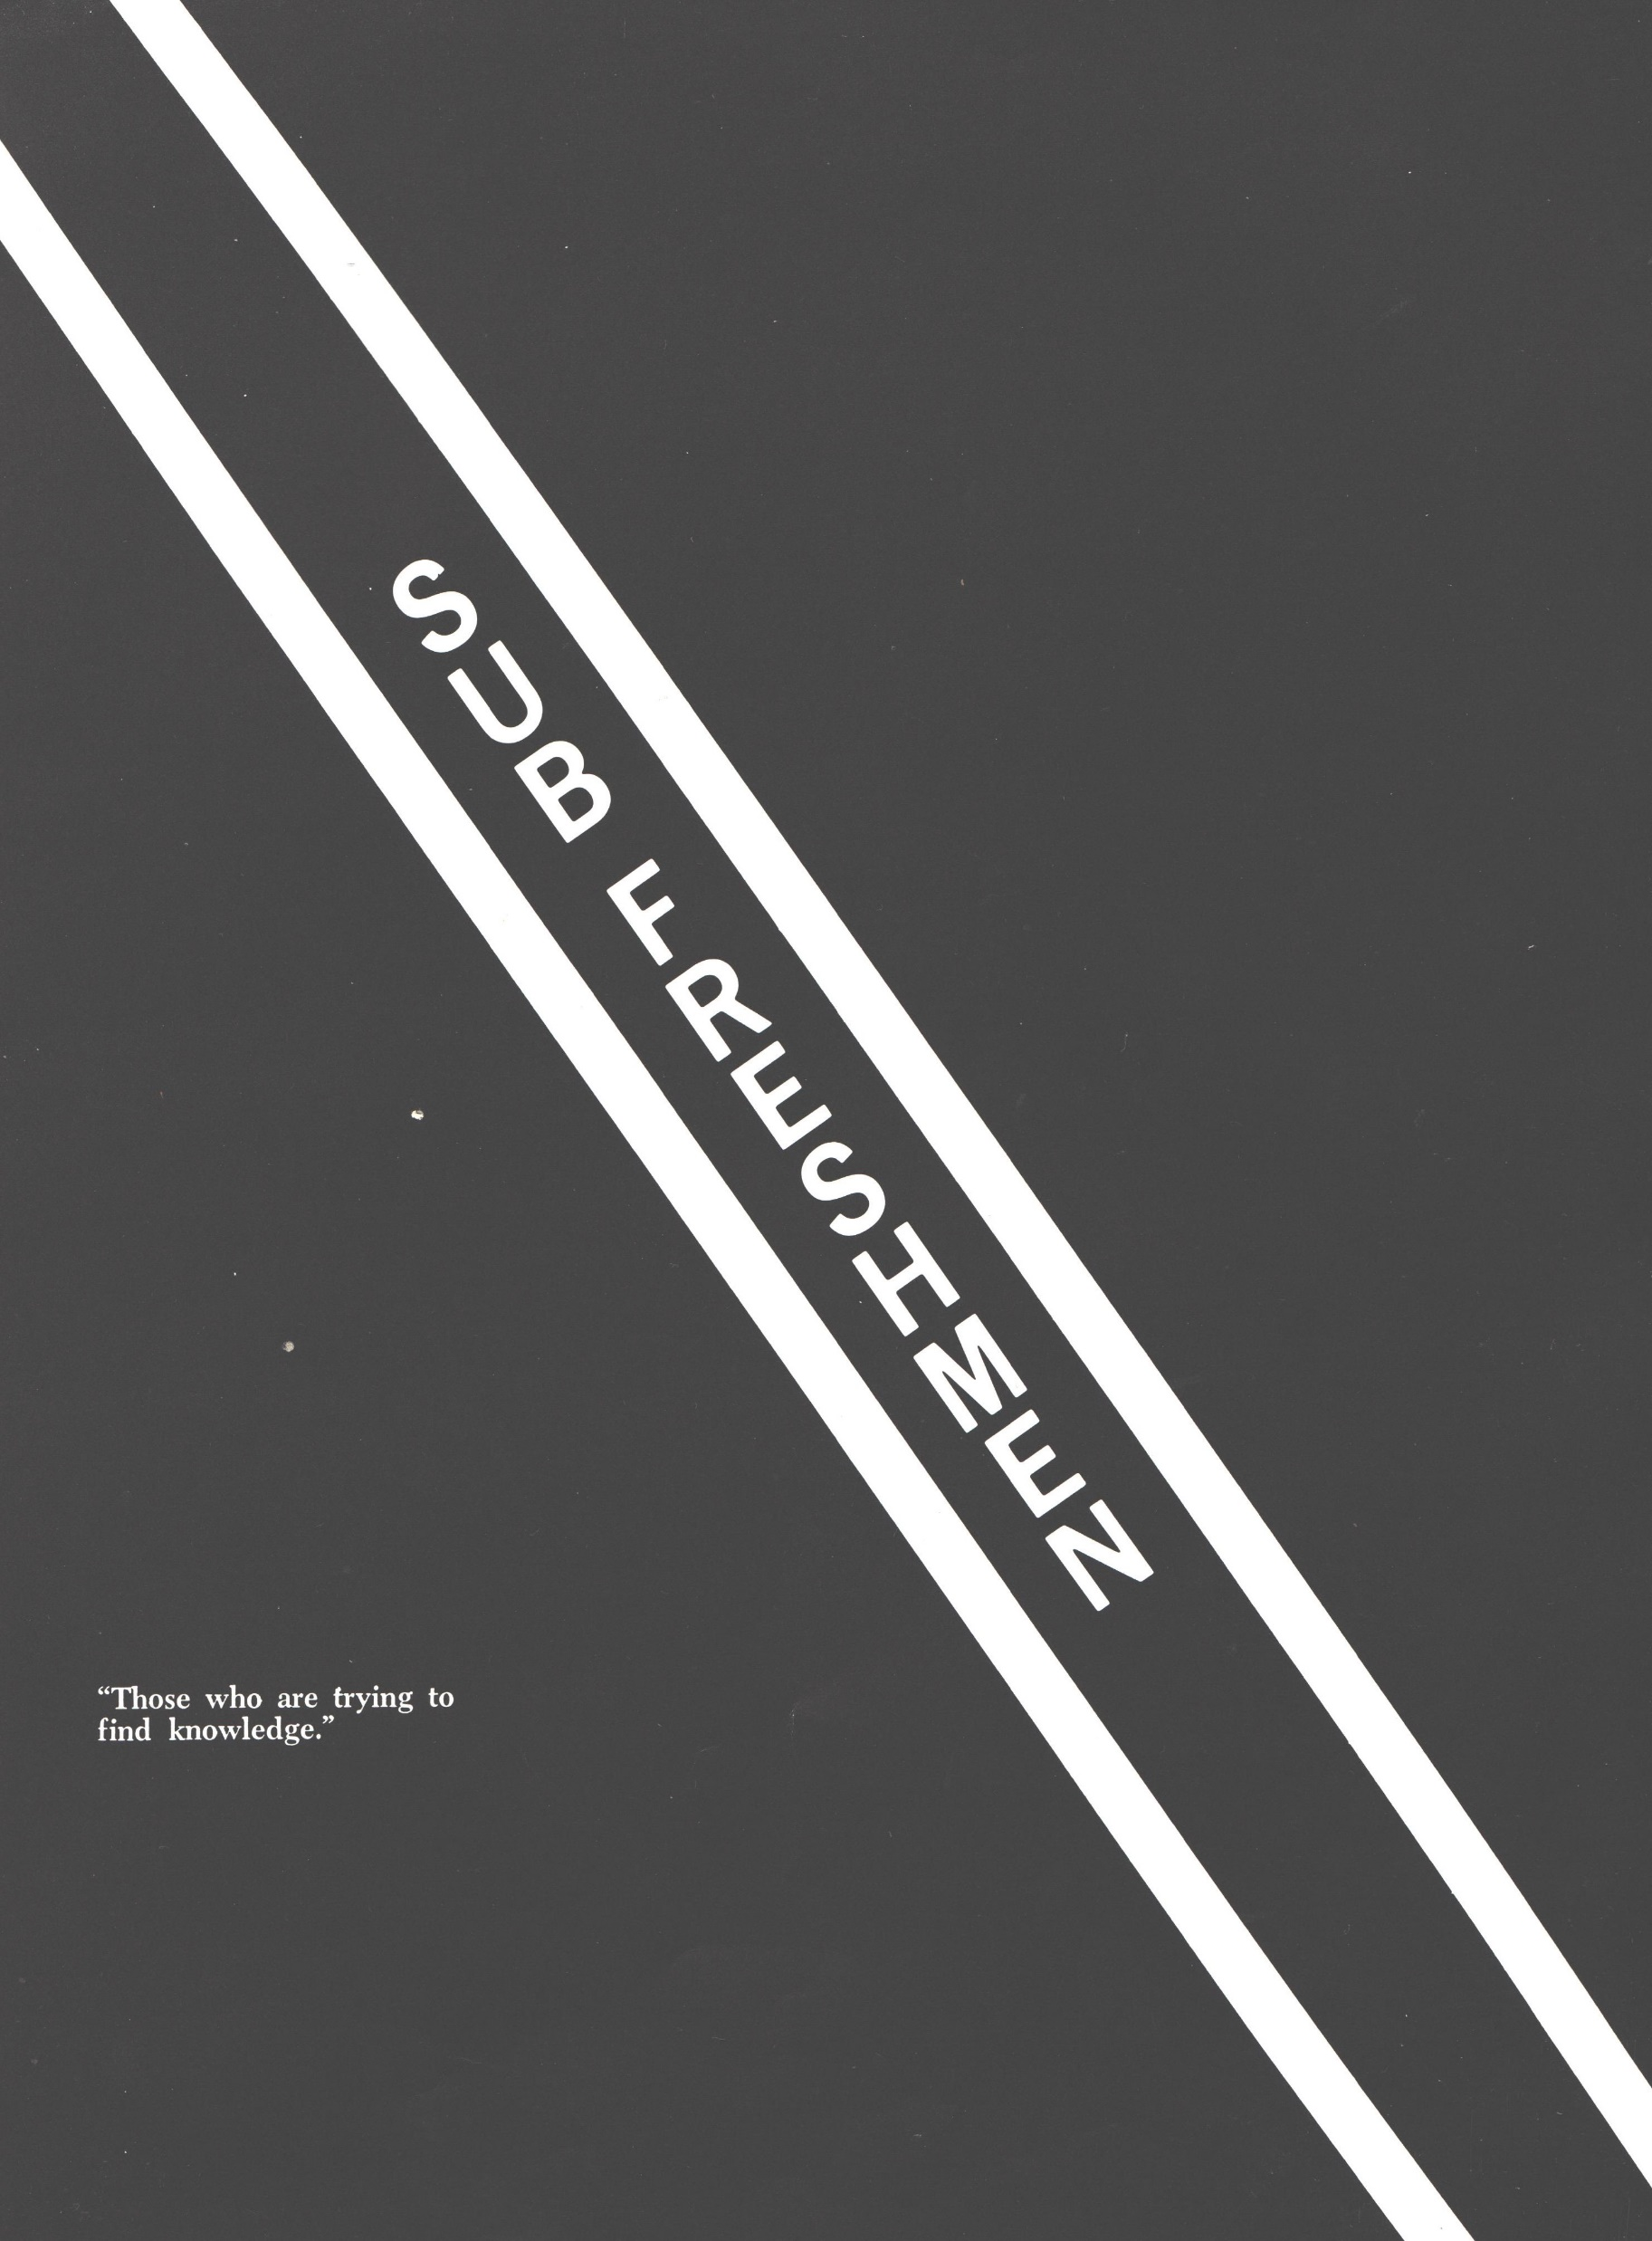 SUB FRESHMEN
“Those who are trying to
find knowledge.”